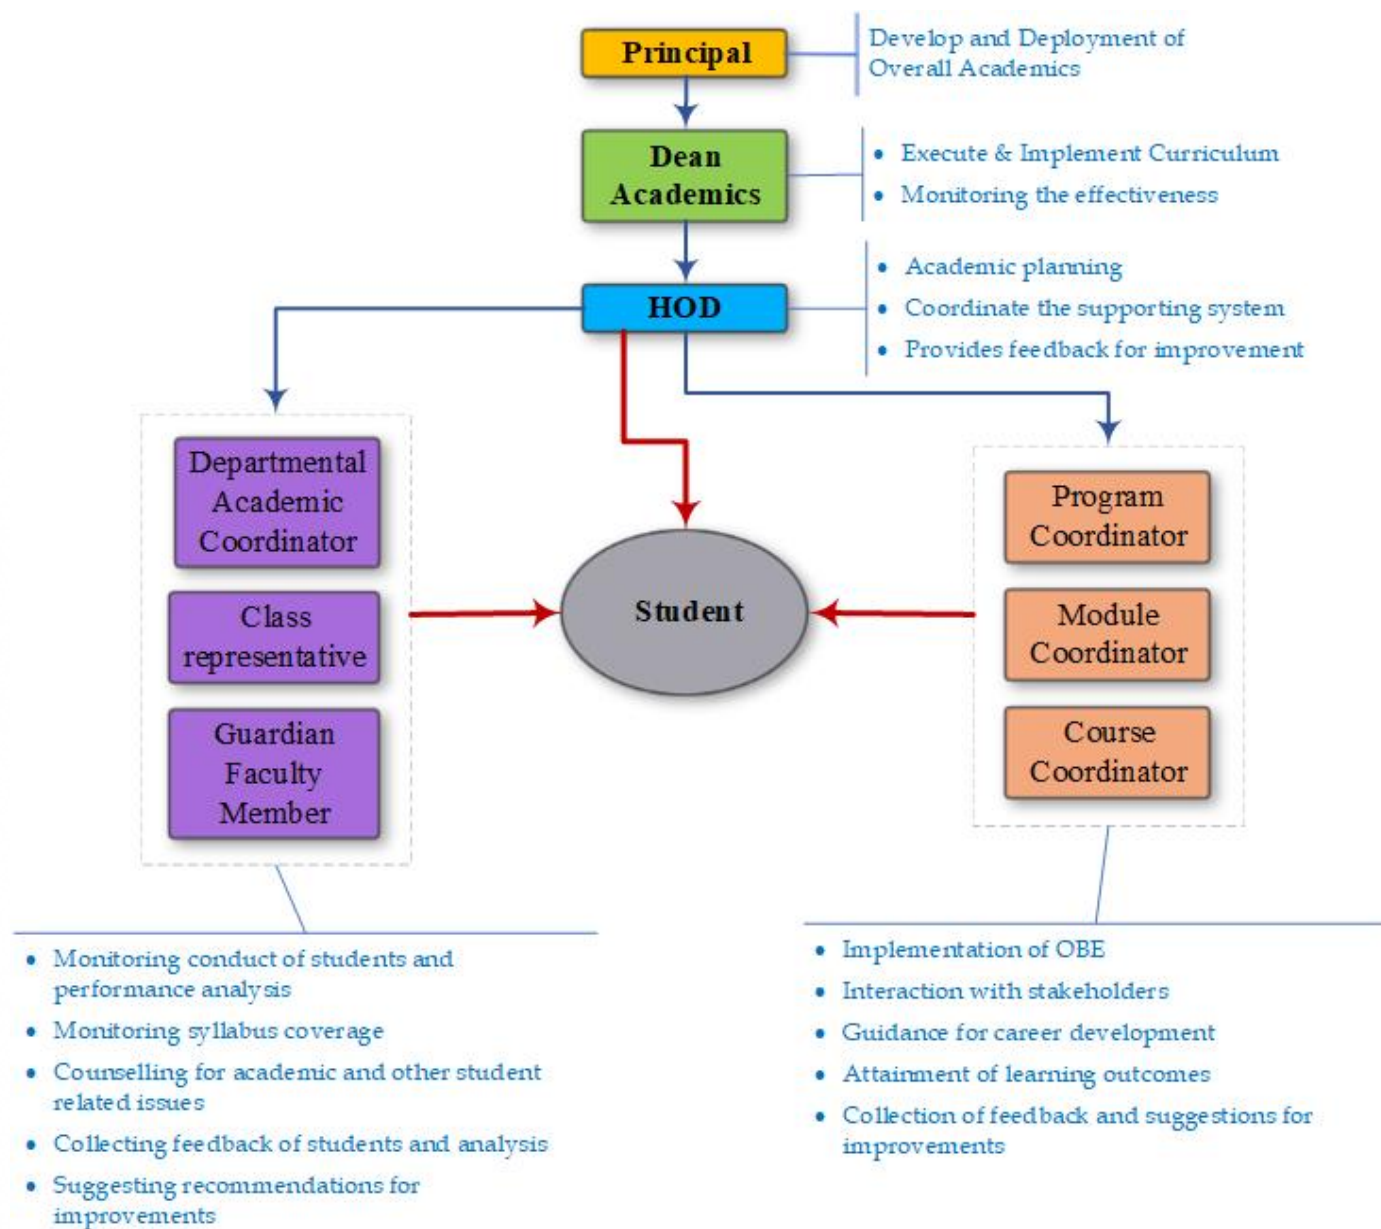 Principal
Develop and Deployment of
Overall Academics
Dean
Academics
• Execute & Implement Curriculum
• Monitoring the effectiveness
HOD
• Academic planning
• Coordinate the supporting system
• Provides feedback for improvement
Departmental
Academic
Coordinator
Class
representative
Guardian
Faculty
Member
Student
Program
Coordinator
Module
Coordinator
Course
Coordinator
• Monitoring conduct of students and
performance analysis
• Monitoring syllabus coverage
• Counselling for academic and other student
related issues
• Collecting feedback of students and analysis
• Suggesting recommendations for
improvements
• Implementation of OBE
• Interaction with stakeholders
• Guidance for career development
• Attainment of learning outcomes
• Collection of feedback and suggestions for
improvements